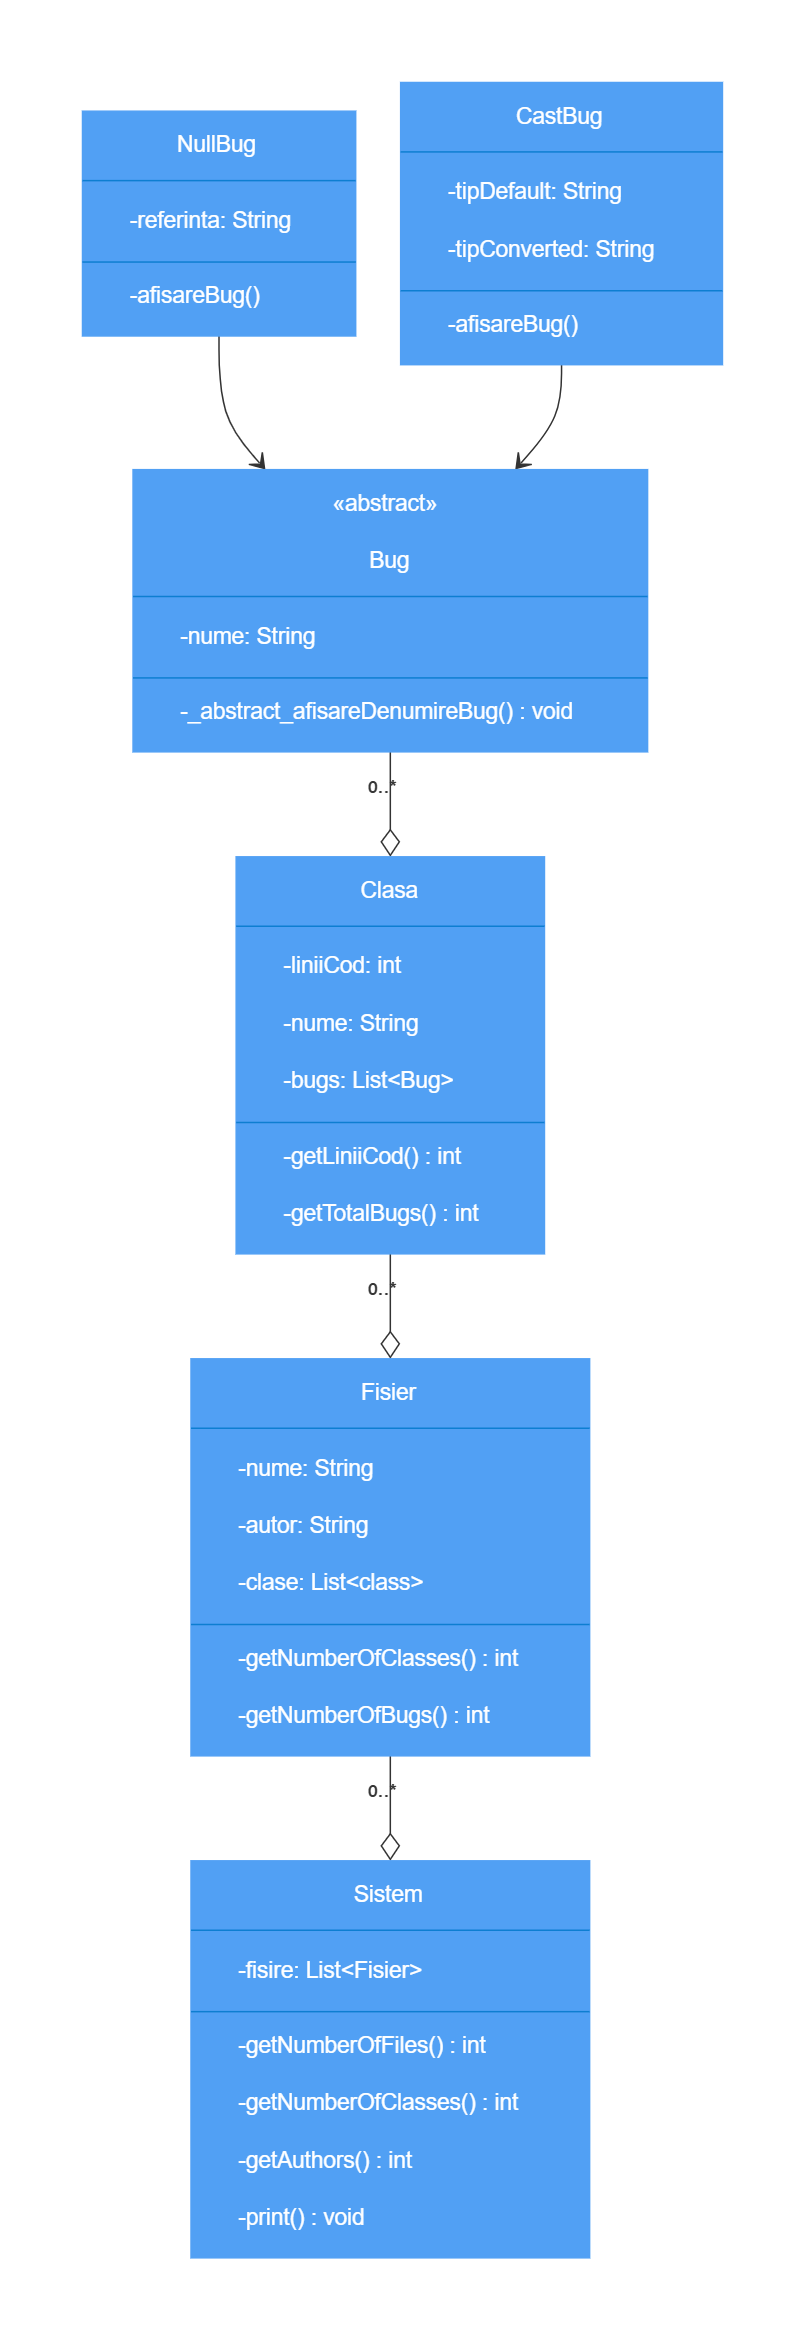 NullBug
-referinta: String
-afisareBug()
CastBug
-tipDefault: String
-tipConverted: String
-afisareBug()
«abstract»
Bug
-nume: String
-_abstract_afisareDenumireBug() : void
0..*
Clasa
-liniiCod: int
-nume: String
-bugs: List<Bug>
-getLiniiCod() : int
-getTotalBugs() : int
0..*
Fisier
-nume: String
-autor: String
-clase: List<class>
-getNumberOfClasses() : int
-getNumberOfBugs() : int
0..*
Sistem
-fisire: List<Fisier>
-getNumberOfFiles() : int
-getNumberOfClasses() : int
-getAuthors() : int
-print() : void